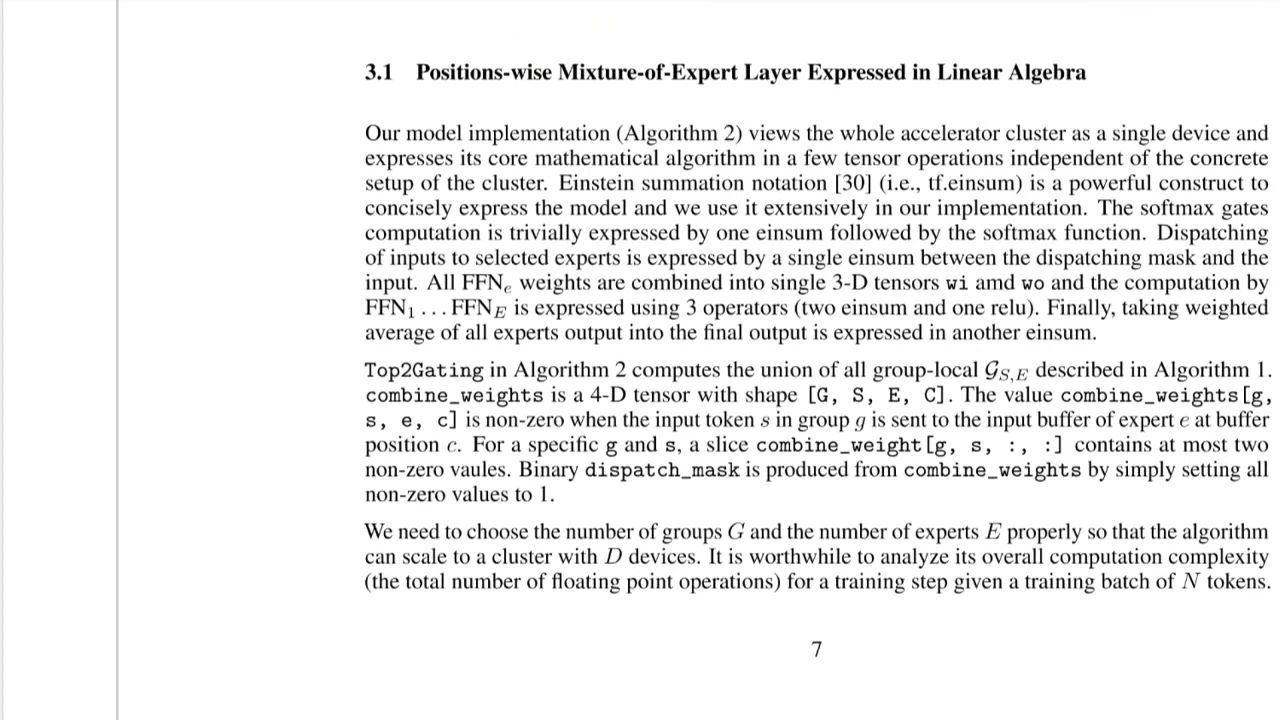 3.1 Positions-wise Mixture-of-Expert Layer Expressed in Linear Algebra
Our model implementation (Algorithm 2) views the whole accelerator cluster as a single device and
expresses its core mathematical algorithm in a few tensor operations independent of the concrete
setup of the cluster. Einstein summation notation [30] (i.e., tf.einsum) is a powerful construct to
concisely express the model and we use it extensively in our implementation. The softmax gates
computation is trivially expressed by one einsum followed by the softmax function. Dispatching
of inputs to selected experts is expressed by a single einsum between the dispatching mask and the
input. All FFNₑ weights are combined into single 3-D tensors wi amd wo and the computation by
FFN₁ . . . FFN_E is expressed using 3 operators (two einsum and one relu). Finally, taking weighted
average of all experts output into the final output is expressed in another einsum.
Top2Gating in Algorithm 2 computes the union of all group-local 𝒢_S,E described in Algorithm 1.
combine_weights is a 4-D tensor with shape [G, S, E, C]. The value combine_weights[g,
s, e, c] is non-zero when the input token s in group g is sent to the input buffer of expert e at buffer
position c. For a specific g and s, a slice combine_weight[g, s, :, :] contains at most two
non-zero vaules. Binary dispatch_mask is produced from combine_weights by simply setting all
non-zero values to 1.
We need to choose the number of groups G and the number of experts E properly so that the algorithm
can scale to a cluster with D devices. It is worthwhile to analyze its overall computation complexity
(the total number of floating point operations) for a training step given a training batch of N tokens.
7